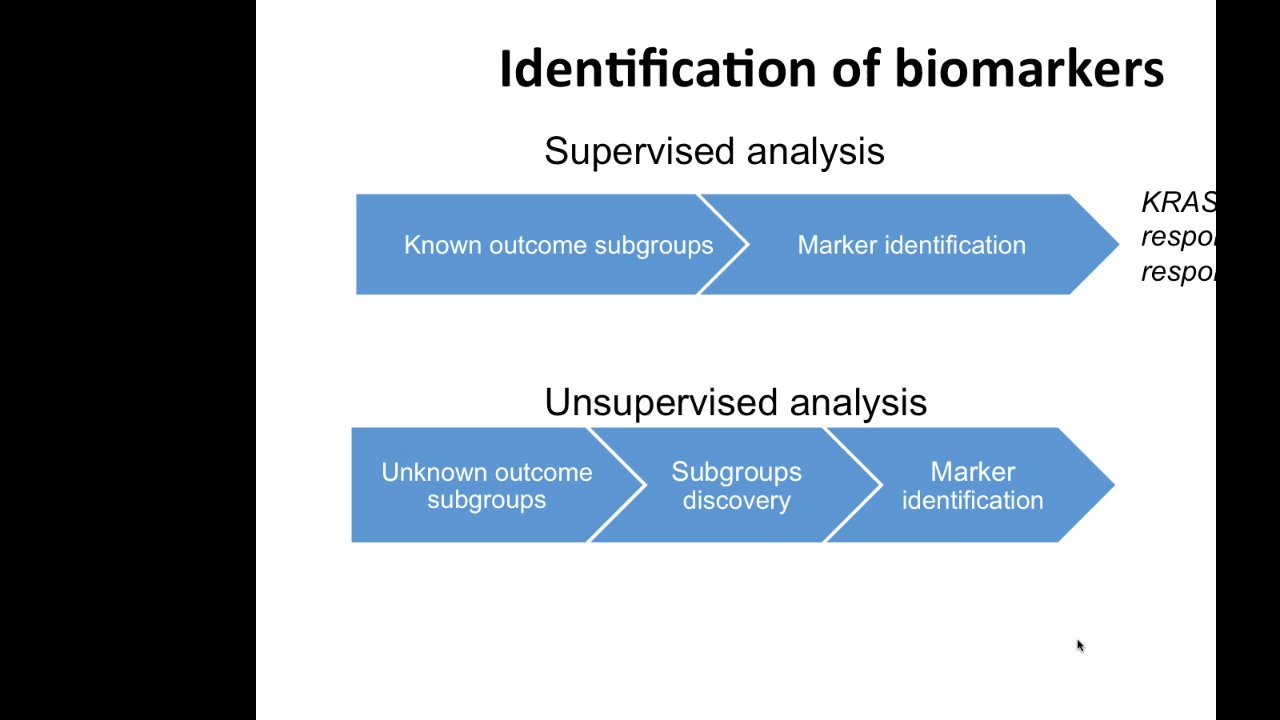 Identification of biomarkers
Supervised analysis
Known outcome subgroups
Marker identification
KRAS
Unsupervised analysis
Unknown outcome
subgroups
Subgroups
discovery
Marker
identification